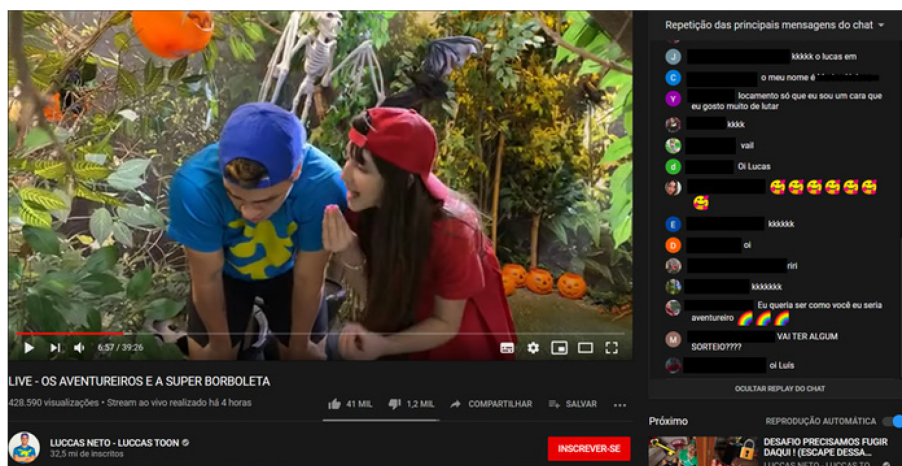 Repetição das principais mensagens do chat
J
kkkkk o lucas em
C
o meu nome é
Y
locamento só que eu sou um cara que
eu gosto muito de lutar
kkkk
vail
d
Oi Lucas
E
kkkkkk
D
oi
riri
kkkkkkk
Eu queria ser como você eu seria
aventureiro
M
VAI TER ALGUM
SORTEIO????
oi Luís
OCULTAR REPLAY DO CHAT
6:57 / 39:26
LIVE - OS AVENTUREIROS E A SUPER BORBOLETA
428.590 visualizações • Stream ao vivo realizado há 4 horas
41 MIL
1,2 MIL
COMPARTILHAR
SALVAR
LUCCAS NETO - LUCCAS TOON
32,5 mi de inscritos
INSCREVER-SE
Próximo
REPRODUÇÃO AUTOMÁTICA
DESAFIO PRECISAMOS FUGIR
DAQUI ! (ESCAPE DESSA...
LUCCAS NETO - LUCCAS TO...